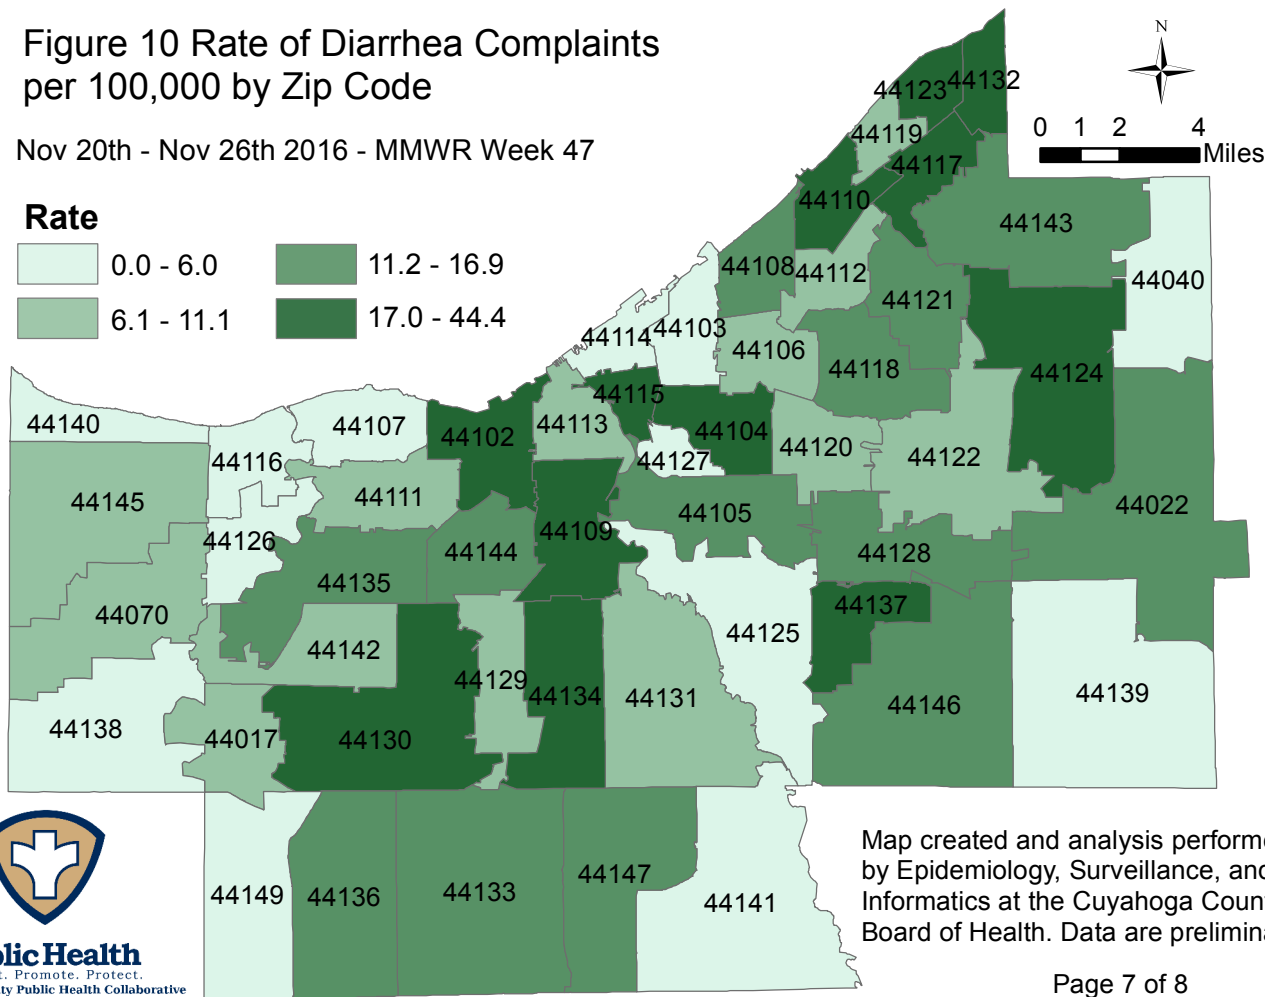 Figure 10 Rate of Diarrhea Complaints
per 100,000 by Zip Code
Nov 20th - Nov 26th 2016 - MMWR Week 47
N
0 1 2 4
Miles
Rate
0.0 - 6.0
11.2 - 16.9
6.1 - 11.1
17.0 - 44.4
44123
44132
44119
44117
44110
44143
44108
44112
44040
44121
44114
44103
44106
44118
44124
44115
44140
44107
44102
44113
44104
44120
44122
44116
44127
44145
44111
44105
44022
44126
44109
44144
44128
44135
44070
44137
44125
44142
44129
44134
44131
44139
44146
44138
44017
44130
44149
44136
44133
44147
44141
Map created and analysis perform
by Epidemiology, Surveillance, an
Informatics at the Cuyahoga Coun
Board of Health. Data are prelimina
Page 7 of 8
lic Health
t. Promote. Protect.
ty Public Health Collaborative